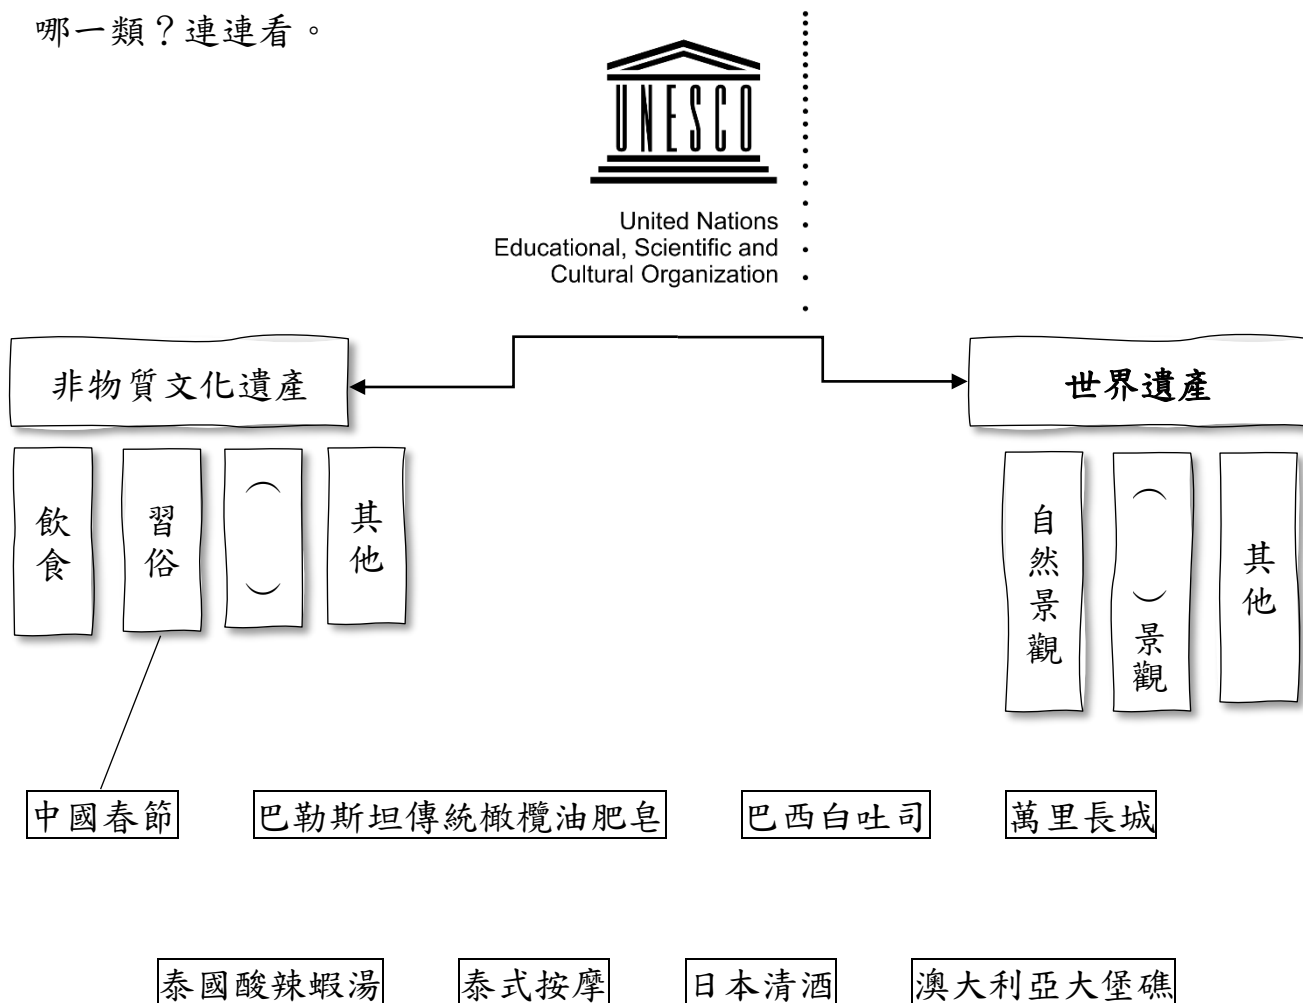 哪一類？連連看。
UNESCO
United Nations
Educational, Scientific and
Cultural Organization
非物質文化遺產
世界遺產
飲食
習俗
（ ）
其他
自然景觀
（ ）景觀
其他
中國春節
巴勒斯坦傳統橄欖油肥皂
巴西白吐司
萬里長城
泰國酸辣蝦湯
泰式按摩
日本清酒
澳大利亞大堡礁